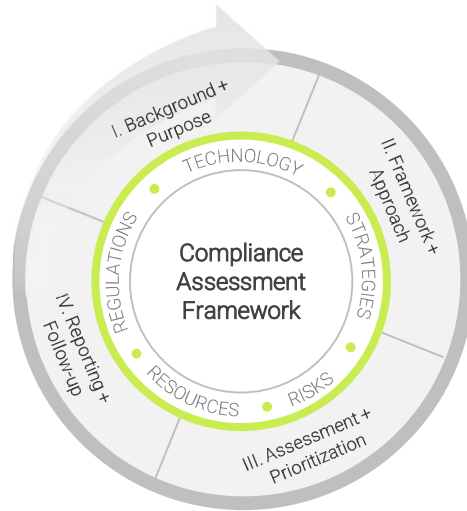 I. Background +
Purpose
II. Framework +
Approach
III. Assessment +
Prioritization
IV. Reporting +
Follow-up
TECHNOLOGY
STRATEGIES
RISKS
RESOURCES
REGULATIONS
Compliance
Assessment
Framework